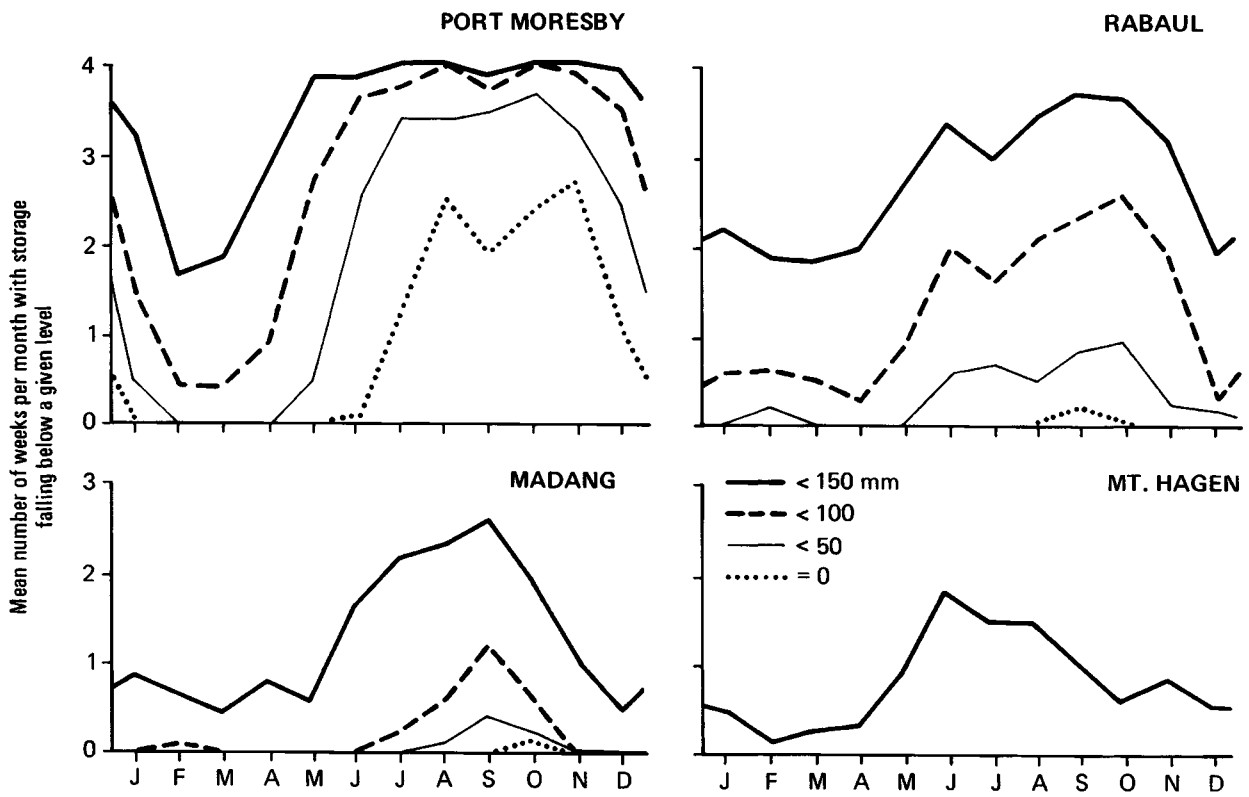 PORT MORESBY
RABAUL
4
3
2
1
0
J F M A M J J A S O N D
J F M A M J J A S O N D
Mean number of weeks per month with storage
falling below a given level
MADANG
MT. HAGEN
3
2
1
0
< 150 mm
< 100
< 50
= 0
J F M A M J J A S O N D
J F M A M J J A S O N D